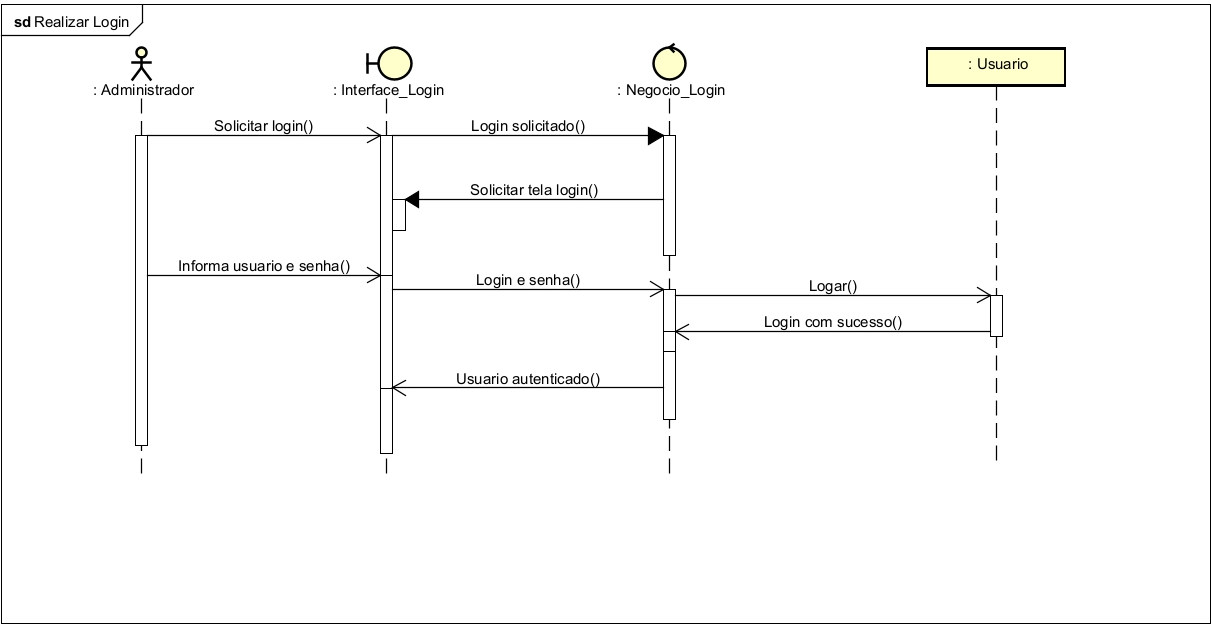 sd Realizar Login
: Administrador
: Interface_Login
: Negocio_Login
: Usuario
Solicitar login()
Login solicitado()
Solicitar tela login()
Informa usuario e senha()
Login e senha()
Logar()
Login com sucesso()
Usuario autenticado()